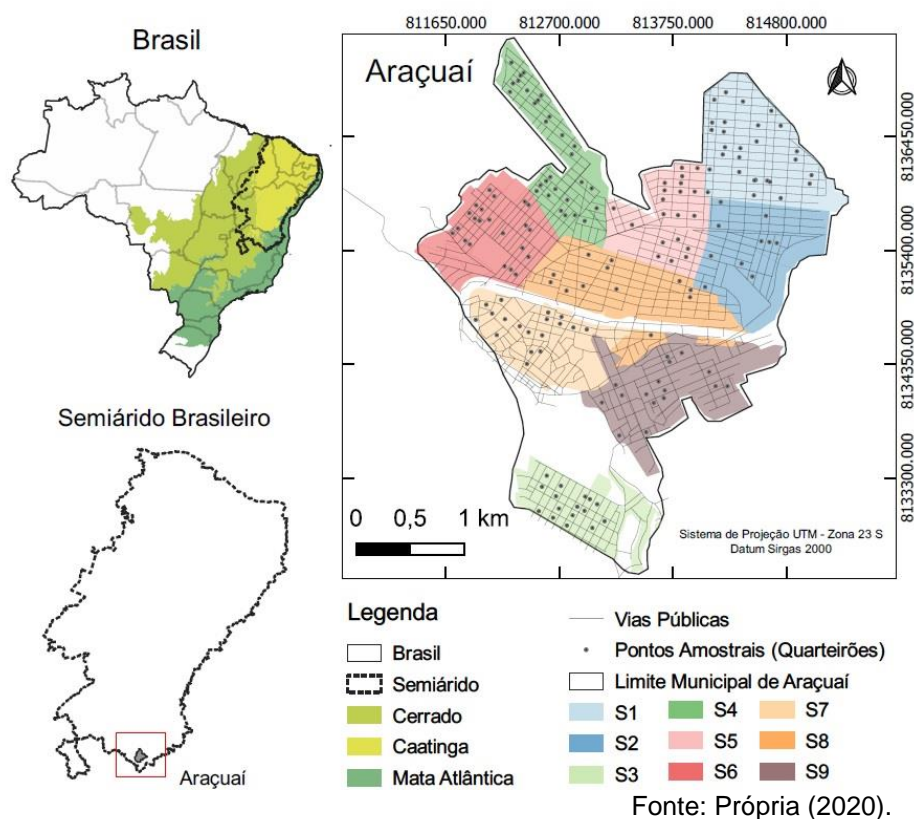 Brasil
811650.000 812700.000 813750.000 814800.000
Araçuaí
8136450.000
8135400.000
8134350.000
8133300.000
Semiárido Brasileiro
Araçuaí
0 0,5 1 km
Sistema de Projeção UTM - Zona 23 S
Datum Sirgas 2000
Legenda
Brasil
Semiárido
Cerrado
Caatinga
Mata Atlântica
Vias Públicas
Pontos Amostrais (Quarteirões)
Limite Municipal de Araçuaí
S1 S4 S7
S2 S5 S8
S3 S6 S9
Fonte: Própria (2020).